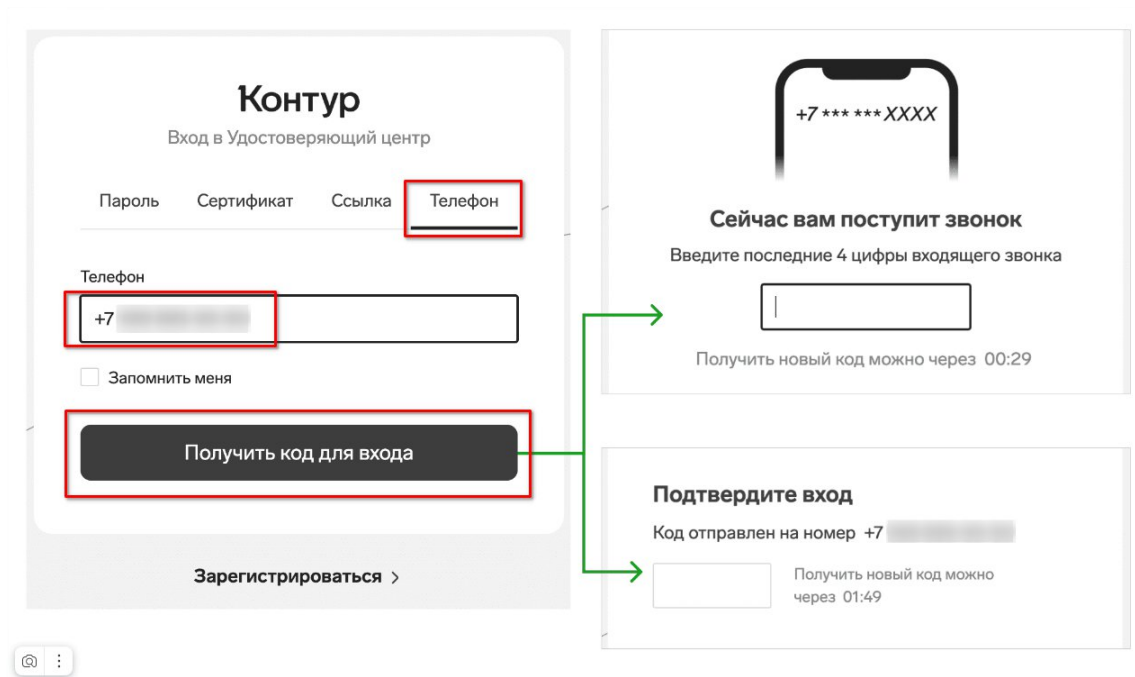 Контур
Вход в Удостоверяющий центр
Пароль Сертификат Ссылка Телефон
Телефон
+7
Запомнить меня
Получить код для входа
Зарегистрироваться >
+7 *** *** XXXX
Сейчас вам поступит звонок
Введите последние 4 цифры входящего звонка
Получить новый код можно через 00:29
Подтвердите вход
Код отправлен на номер +7
Получить новый код можно
через 01:49